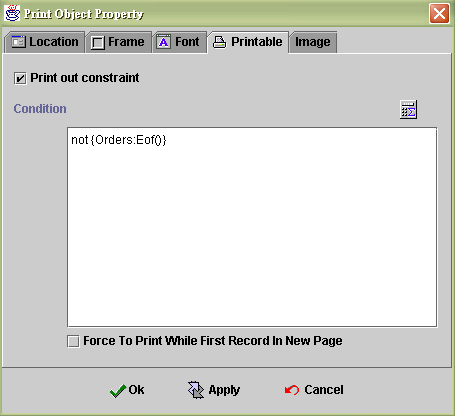 Print Object Property
Location Frame A Font Printable Image
Print out constraint
Condition
not {Orders:Eof()}
Force To Print While First Record In New Page
Ok Apply Cancel